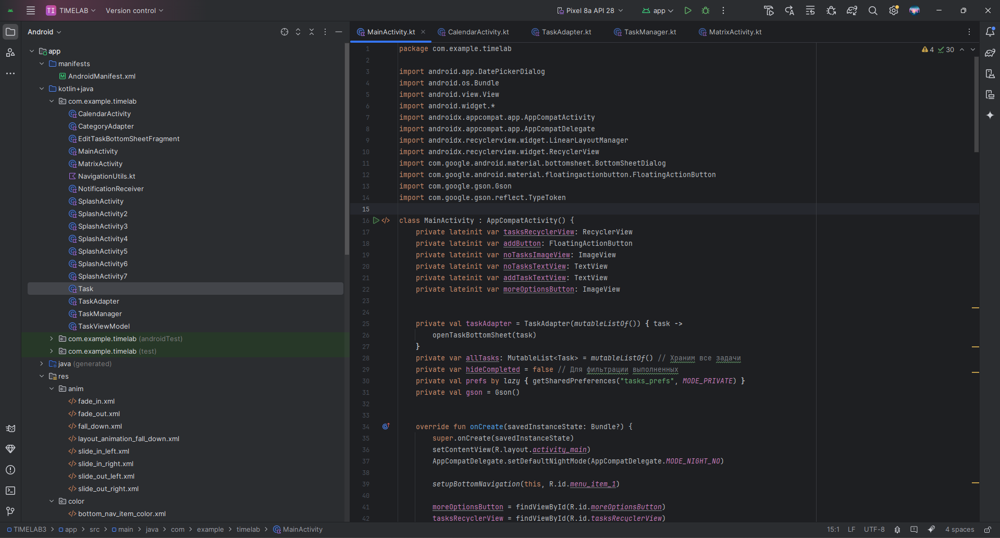 TI TIMELAB Version control Pixel 8a API 28 app
Android
MainActivity.kt CalendarActivity.kt TaskAdapter.kt TaskManager.kt MatrixActivity.kt
app
manifests
AndroidManifest.xml
kotlin+java
com.example.timelab
CalendarActivity
CategoryAdapter
EditTaskBottomSheetFragment
MainActivity
MatrixActivity
NavigationUtils.kt
NotificationReceiver
SplashActivity
SplashActivity2
SplashActivity3
SplashActivity4
SplashActivity5
SplashActivity6
SplashActivity7
Task
TaskAdapter
TaskManager
TaskViewModel
com.example.timelab (androidTest)
com.example.timelab (test)
java (generated)
res
anim
fade_in.xml
fade_out.xml
fall_down.xml
layout_animation_fall_down.xml
slide_in_left.xml
slide_in_right.xml
slide_out_left.xml
slide_out_right.xml
color
bottom_nav_item_color.xml
4 30
1 package com.example.timelab
2
3 import android.app.DatePickerDialog
4 import android.os.Bundle
5 import android.view.View
6 import android.widget.*
7 import androidx.appcompat.app.AppCompatActivity
8 import androidx.appcompat.app.AppCompatDelegate
9 import androidx.recyclerview.widget.LinearLayoutManager
10 import androidx.recyclerview.widget.RecyclerView
11 import com.google.android.material.bottomsheet.BottomSheetDialog
12 import com.google.android.material.floatingactionbutton.FloatingActionButton
13 import com.google.gson.Gson
14 import com.google.gson.reflect.TypeToken
15
16 class MainActivity : AppCompatActivity() {
17 private lateinit var tasksRecyclerView: RecyclerView
18 private lateinit var addButton: FloatingActionButton
19 private lateinit var noTasksImageView: ImageView
20 private lateinit var noTasksTextView: TextView
21 private lateinit var addTaskTextView: TextView
22 private lateinit var moreOptionsButton: ImageView
23
24
25 private val taskAdapter = TaskAdapter(mutableListOf()) { task ->
26 openTaskBottomSheet(task)
27 }
28 private var allTasks: MutableList<Task> = mutableListOf() // Храним все задачи
29 private var hideCompleted = false // Для фильтрации выполненных
30 private val prefs by lazy { getSharedPreferences("tasks_prefs", MODE_PRIVATE) }
31 private val gson = Gson()
32
33
34 override fun onCreate(savedInstanceState: Bundle?) {
35 super.onCreate(savedInstanceState)
36 setContentView(R.layout.activity_main)
37 AppCompatDelegate.setDefaultNightMode(AppCompatDelegate.MODE_NIGHT_NO)
38
39 setupBottomNavigation(this, R.id.menu_item_1)
40
41 moreOptionsButton = findViewById(R.id.moreOptionsButton)
42 tasksRecyclerView = findViewById(R.id.tasksRecyclerView)
TIMELAB3 > app > src > main > java > com > example > timelab > MainActivity
15:1 LF UTF-8 4 spaces